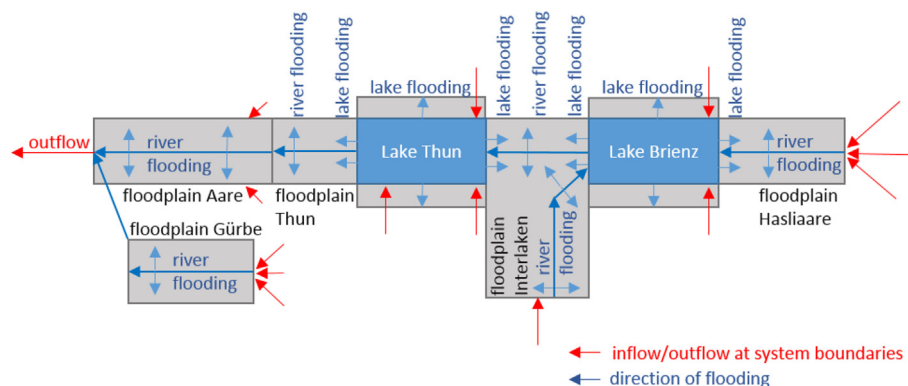 river flooding
lake flooding
lake flooding
lake flooding
river flooding
lake flooding
lake flooding
lake flooding
outflow
river
flooding
Lake Thun
Lake Brienz
river
flooding
floodplain Aare
floodplain
Thun
floodplain
Hasliaare
floodplain Gürbe
river
flooding
floodplain
Interlaken
river
flooding
inflow/outflow at system boundaries
direction of flooding